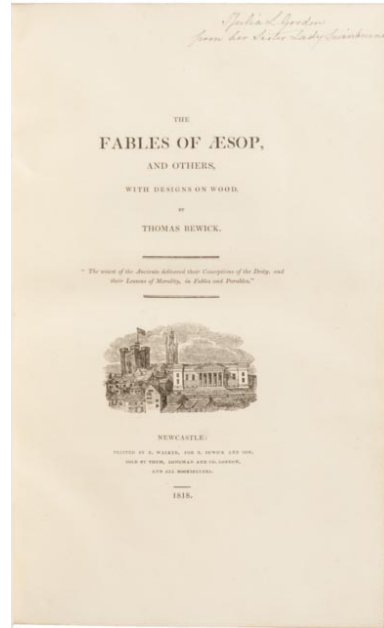 Julia L Gordon
from her Sister Lady Swinburne
THE
FABLES OF ÆSOP,
AND OTHERS,
WITH DESIGNS ON WOOD,
BY
THOMAS BEWICK.
" The wisest of the Ancients delivered their Conceptions of the Deity, and
their Lessons of Morality, in Fables and Parables."
NEWCASTLE:
PRINTED BY E. WALKER, FOR T. BEWICK AND SON.
SOLD BY THEM, LONGMAN AND CO. LONDON,
AND ALL BOOKSELLERS.
1818.